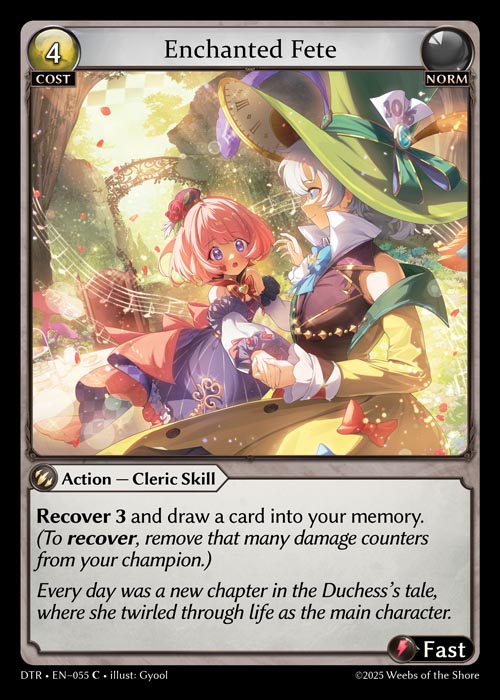 4
Enchanted Fete
COST
NORM
10/6
Action — Cleric Skill
Recover 3 and draw a card into your memory.
(To recover, remove that many damage counters
from your champion.)
Every day was a new chapter in the Duchess's tale,
where she twirled through life as the main character.
Fast
DTR • EN–055 C • illust: Gyool
©2025 Weebs of the Shore